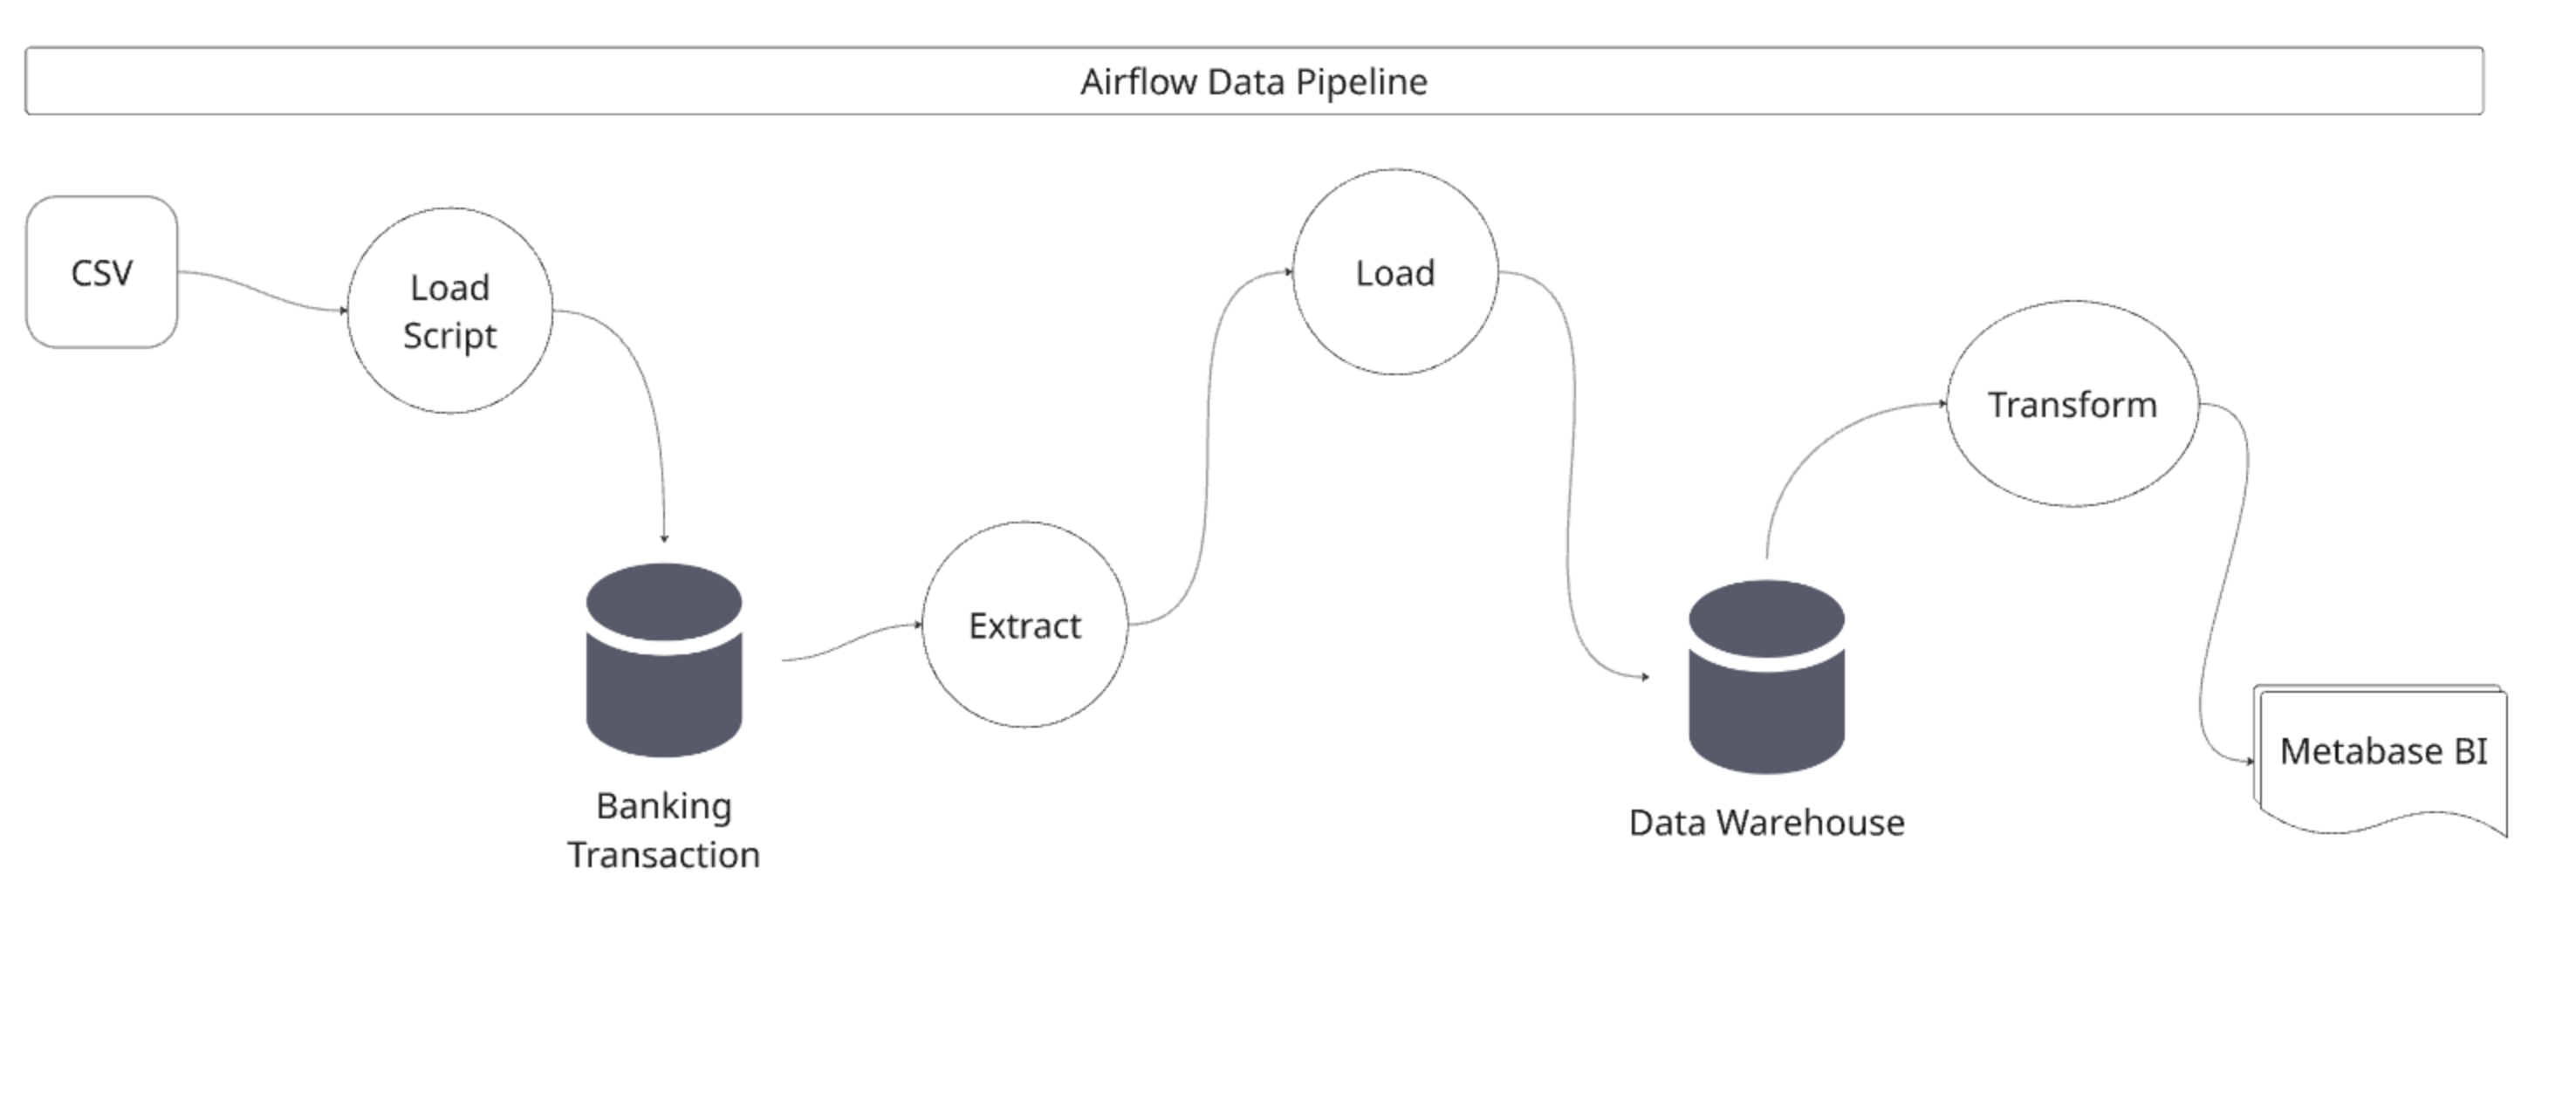 Airflow Data Pipeline
CSV
Load
Script
Banking
Transaction
Extract
Load
Data Warehouse
Transform
Metabase BI